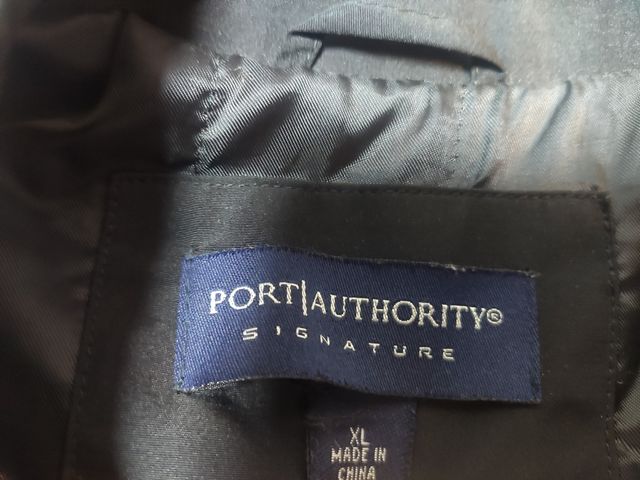 PORT|AUTHORITY®
SIGNATURE
XL
MADE IN
CHINA